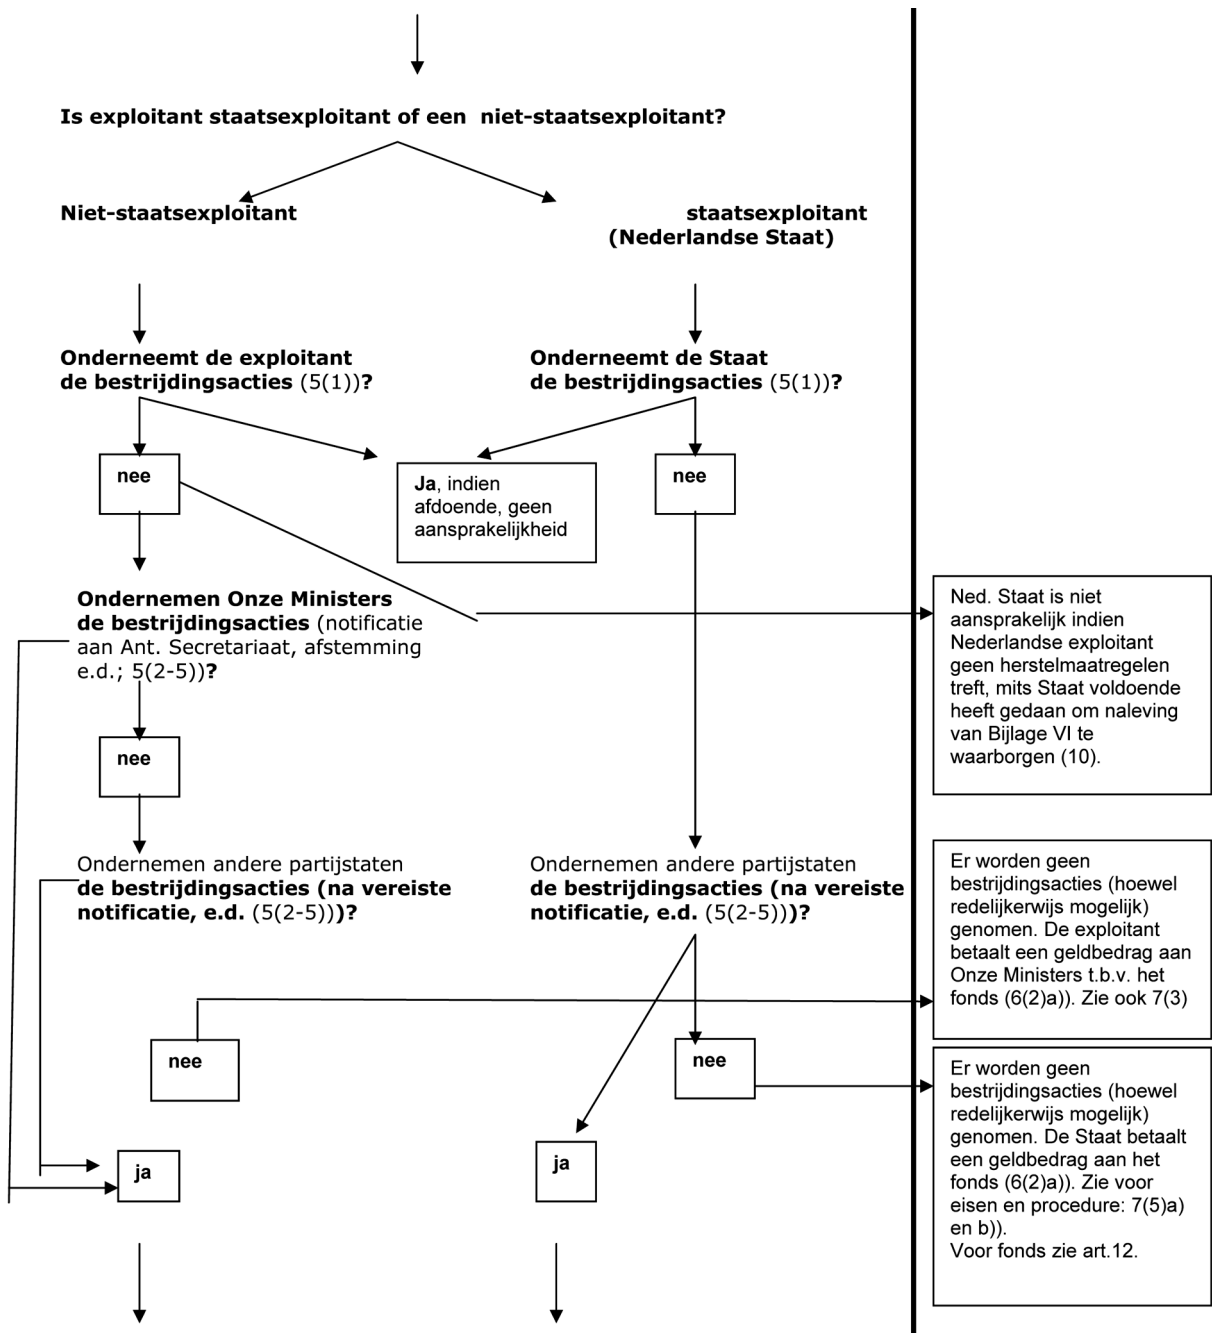 Is exploitant staatsexploitant of een niet-staatsexploitant?
Niet-staatsexploitant
staatsexploitant
(Nederlandse Staat)
Onderneemt de exploitant
de bestrijdingsacties (5(1))?
Onderneemt de Staat
de bestrijdingsacties (5(1))?
nee
Ja, indien
afdoende, geen
aansprakelijkheid
nee
Ondernemen Onze Ministers
de bestrijdingsacties (notificatie
aan Ant. Secretariaat, afstemming
e.d.; 5(2-5))?
Ned. Staat is niet
aansprakelijk indien
Nederlandse exploitant
geen herstelmaatregelen
treft, mits Staat voldoende
heeft gedaan om naleving
van Bijlage VI te
waarborgen (10).
nee
Ondernemen andere partijstaten
de bestrijdingsacties (na vereiste
notificatie, e.d. (5(2-5)))?
Ondernemen andere partijstaten
de bestrijdingsacties (na vereiste
notificatie, e.d. (5(2-5)))?
Er worden geen
bestrijdingsacties (hoewel
redelijkerwijs mogelijk)
genomen. De exploitant
betaalt een geldbedrag aan
Onze Ministers t.b.v. het
fonds (6(2)a)). Zie ook 7(3)
nee
nee
Er worden geen
bestrijdingsacties (hoewel
redelijkerwijs mogelijk)
genomen. De Staat betaalt
een geldbedrag aan het
fonds (6(2)a)). Zie voor
eisen en procedure: 7(5)a)
en b)).
Voor fonds zie art.12.
ja
ja